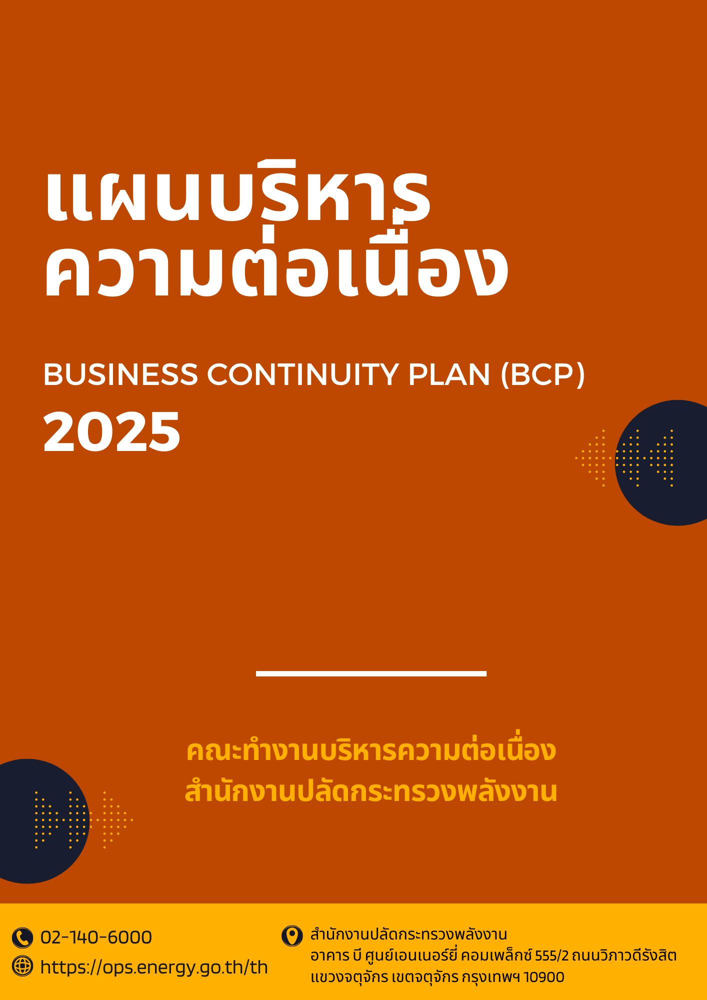 แผนบริหาร
ความต่อเนื่อง
BUSINESS CONTINUITY PLAN (BCP)
2025
คณะทำงานบริหารความต่อเนื่อง
สำนักงานปลัดกระทรวงพลังงาน
02-140-6000
https://ops.energy.go.th/th
สำนักงานปลัดกระทรวงพลังงาน
อาคาร บี ศูนย์เอนเนอร์ยี่ คอมเพล็กซ์ 555/2 ถนนวิภาวดีรังสิต
แขวงจตุจักร เขตจตุจักร กรุงเทพฯ 10900